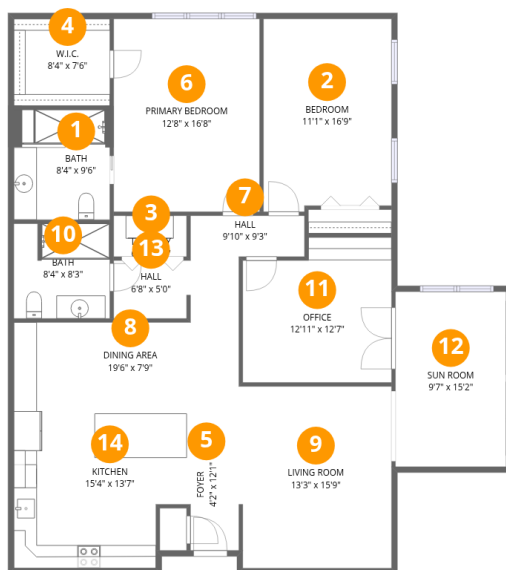 4
W.I.C.
8'4" x 7'6"
6
PRIMARY BEDROOM
12'8" x 16'8"
2
BEDROOM
11'1" x 16'9"
1
BATH
8'4" x 9'6"
7
HALL
9'10" x 9'3"
3
10
BATH
8'4" x 8'3"
13
HALL
6'8" x 5'0"
11
OFFICE
12'11" x 12'7"
8
DINING AREA
19'6" x 7'9"
12
SUN ROOM
9'7" x 15'2"
14
KITCHEN
15'4" x 13'7"
5
FOYER
4'2" x 12'1"
9
LIVING ROOM
13'3" x 15'9"